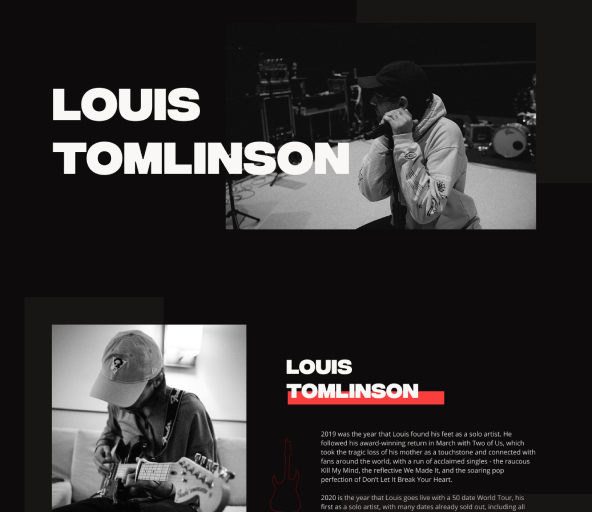 LOUIS
TOMLINSON
LOUIS
TOMLINSON
2019 was the year that Louis found his feet as a solo artist. He
followed his award-winning return in March with Two of Us, which
took the tragic loss of his mother as a touchstone and connected with
fans around the world, with a run of acclaimed singles - the raucous
Kill My Mind, the reflective We Made It, and the soaring pop
perfection of Don't Let It Break Your Heart.
2020 is the year that Louis goes live with a 50 date World Tour, his
first as a solo artist, with many dates already sold out, including all